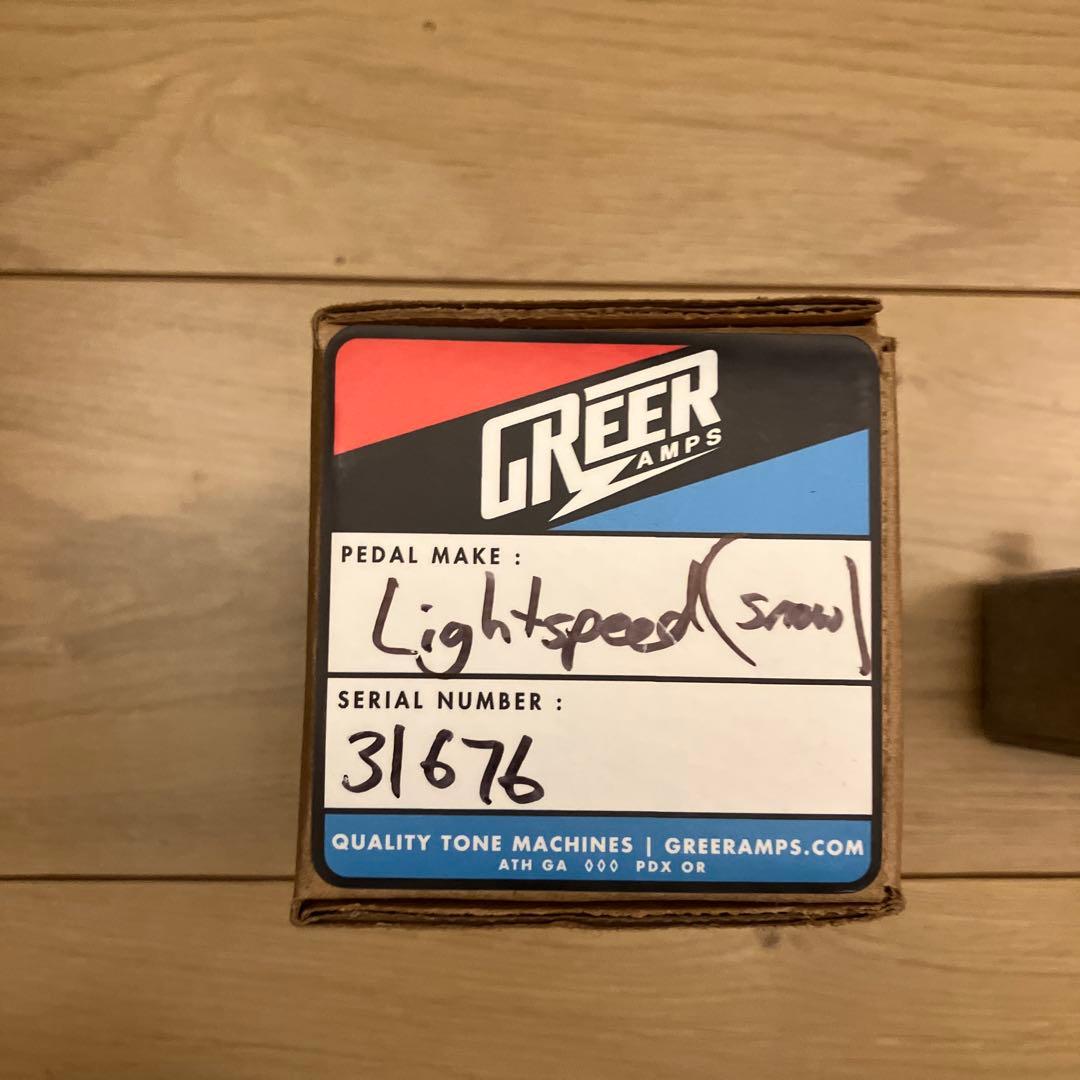 GREER
AMPS
PEDAL MAKE :
Lightspeed (snow)
SERIAL NUMBER :
31676
QUALITY TONE MACHINES | GREERAMPS.COM
ATH GA ◊◊◊ PDX OR